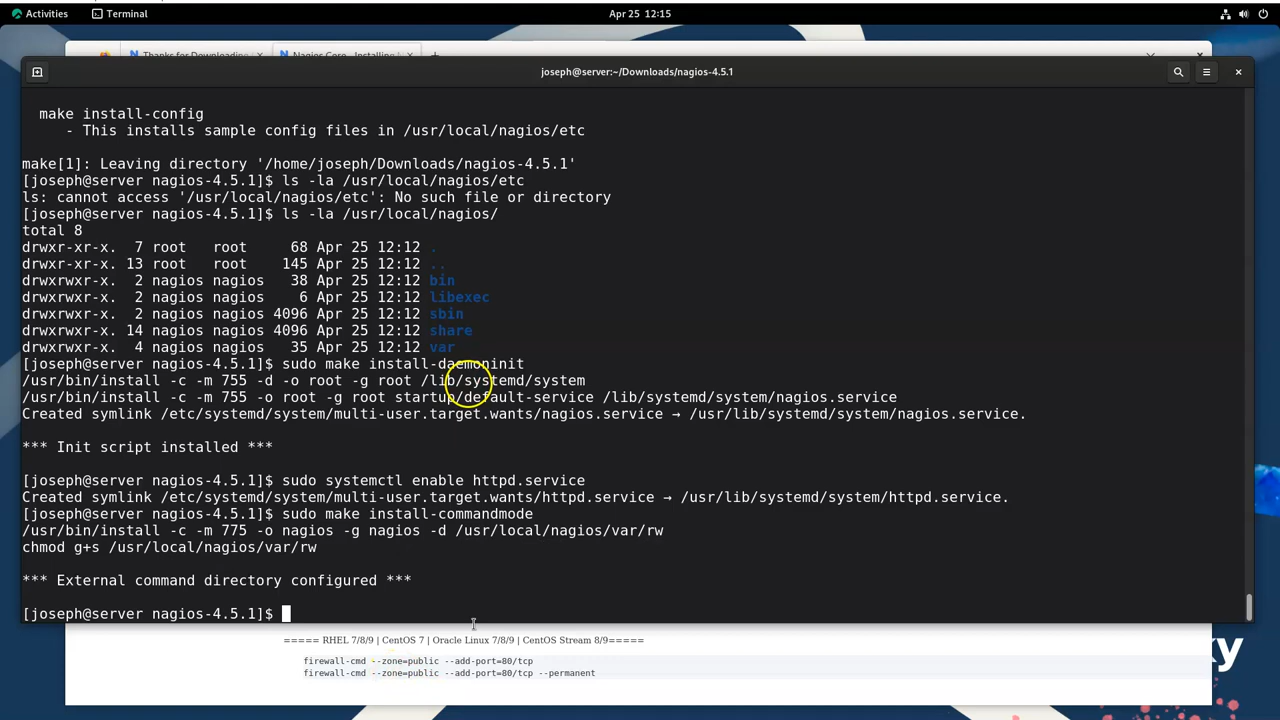 Activities Terminal Apr 25 12:15
Thanks for Downloading Nagios Core - Installing
joseph@server:~/Downloads/nagios-4.5.1
make install-config
- This installs sample config files in /usr/local/nagios/etc
make[1]: Leaving directory '/home/joseph/Downloads/nagios-4.5.1'
[joseph@server nagios-4.5.1]$ ls -la /usr/local/nagios/etc
ls: cannot access '/usr/local/nagios/etc': No such file or directory
[joseph@server nagios-4.5.1]$ ls -la /usr/local/nagios/
total 8
drwxr-xr-x. 7 root root 68 Apr 25 12:12 .
drwxr-xr-x. 13 root root 145 Apr 25 12:12 ..
drwxrwxr-x. 2 nagios nagios 38 Apr 25 12:12 bin
drwxrwxr-x. 2 nagios nagios 6 Apr 25 12:12 libexec
drwxrwxr-x. 2 nagios nagios 4096 Apr 25 12:12 sbin
drwxrwxr-x. 14 nagios nagios 4096 Apr 25 12:12 share
drwxrwxr-x. 4 nagios nagios 35 Apr 25 12:12 var
[joseph@server nagios-4.5.1]$ sudo make install-daemoninit
/usr/bin/install -c -m 755 -d -o root -g root /lib/systemd/system
/usr/bin/install -c -m 755 -o root -g root startup/default-service /lib/systemd/system/nagios.service
Created symlink /etc/systemd/system/multi-user.target.wants/nagios.service → /usr/lib/systemd/system/nagios.service.
*** Init script installed ***
[joseph@server nagios-4.5.1]$ sudo systemctl enable httpd.service
Created symlink /etc/systemd/system/multi-user.target.wants/httpd.service → /usr/lib/systemd/system/httpd.service.
[joseph@server nagios-4.5.1]$ sudo make install-commandmode
/usr/bin/install -c -m 775 -o nagios -g nagios -d /usr/local/nagios/var/rw
chmod g+s /usr/local/nagios/var/rw
*** External command directory configured ***
[joseph@server nagios-4.5.1]$
===== RHEL 7/8/9 | CentOS 7 | Oracle Linux 7/8/9 | CentOS Stream 8/9=====
firewall-cmd --zone=public --add-port=80/tcp
firewall-cmd --zone=public --add-port=80/tcp --permanent